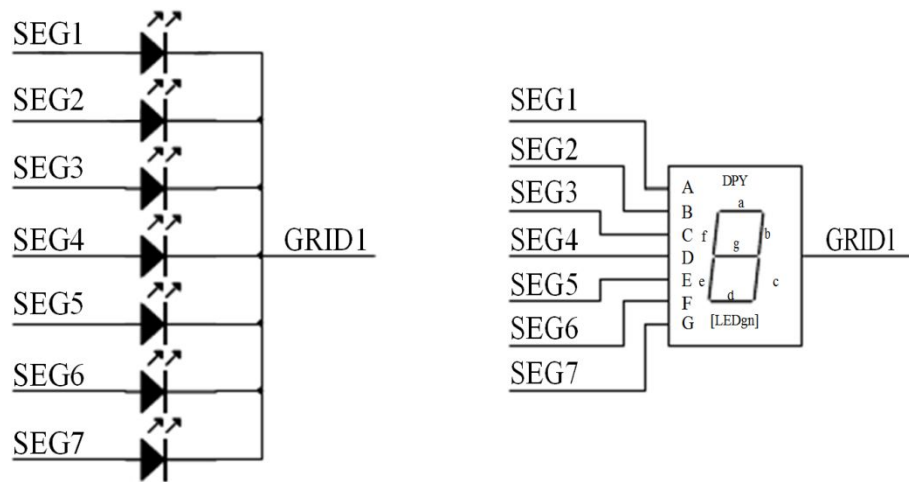 SEG1
SEG2
SEG3
SEG4
SEG5
SEG6
SEG7
GRID1
SEG1
SEG2
SEG3
SEG4
SEG5
SEG6
SEG7
A
B
C
D
E
F
G
DPY
a
f b
g
e c
d
[LEDgn]
GRID1